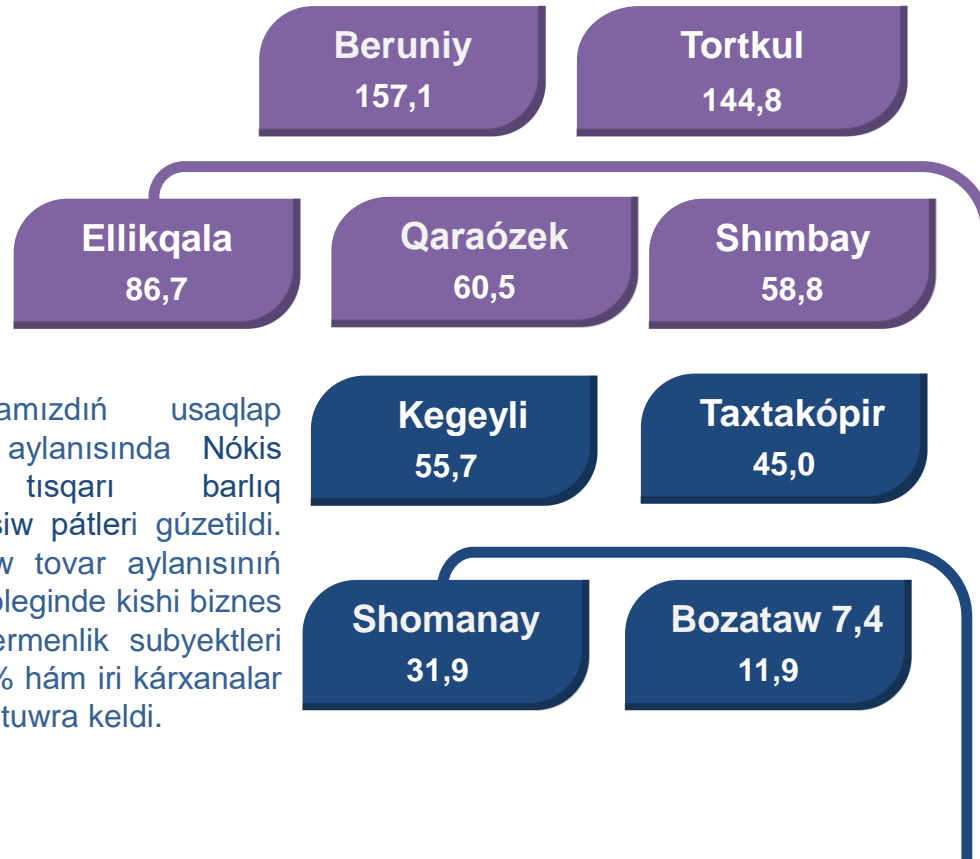 Beruniy
157,1
Tortkul
144,8
Ellikqala
86,7
Qaraózek
60,5
Shımbay
58,8
Kegeyli
55,7
Taxtakópir
45,0
usaqlap
aylanısında Nókis
tısqarı barlıq
pátleri gúzetildi.
tovar aylanısınıń
kishi biznes
subyektleri
% hám iri kárxanalar
tuwra keldi.
Shomanay
31,9
Bozataw 7,4
11,9